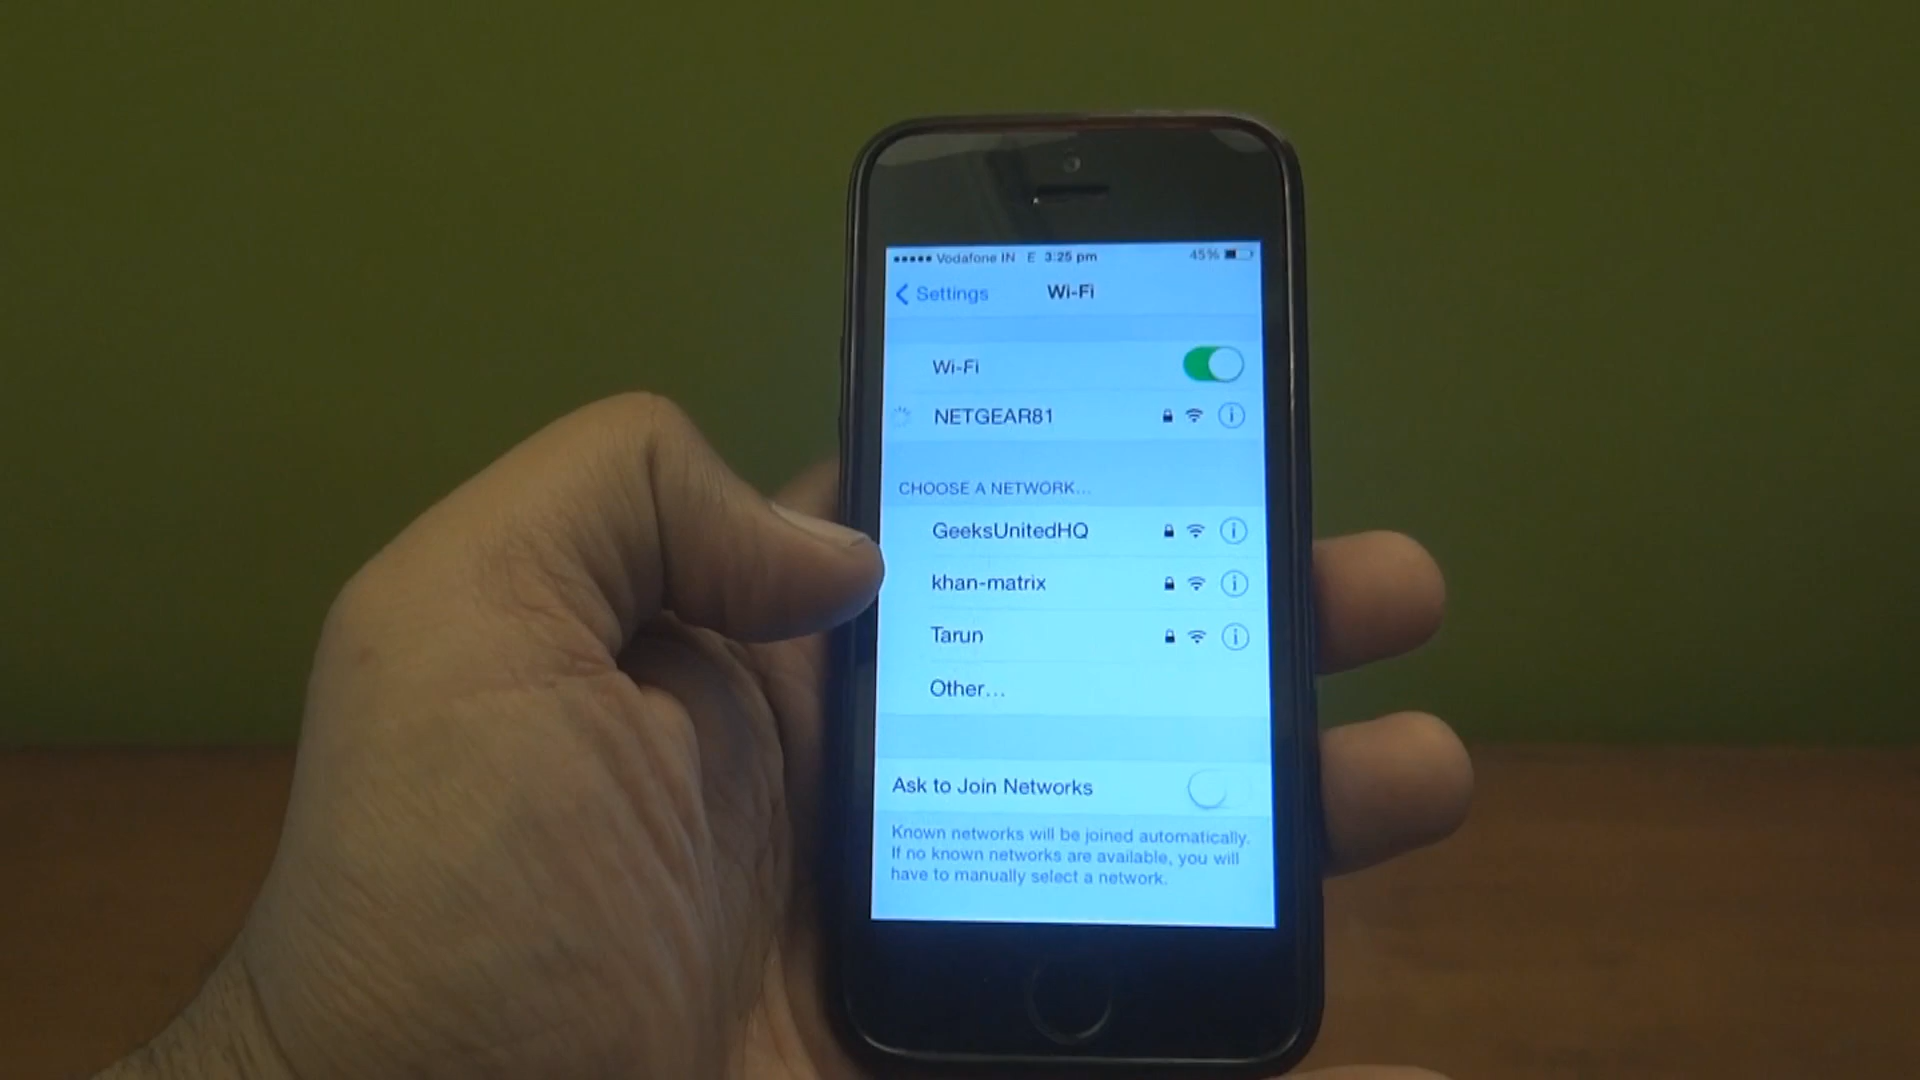 Vodafone IN E 3:25 pm 45%
Settings Wi-Fi
Wi-Fi
NETGEAR81
CHOOSE A NETWORK...
GeeksUnitedHQ
khan-matrix
Tarun
Other...
Ask to Join Networks
Known networks will be joined automatically.
If no known networks are available, you will
have to manually select a network.